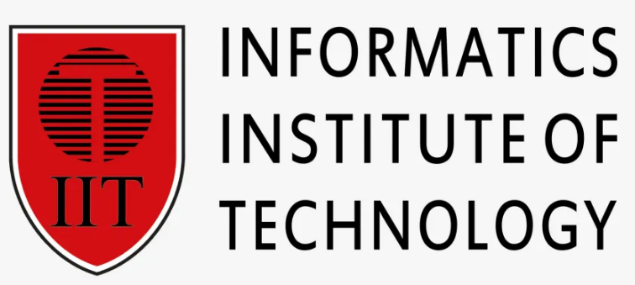 IIT
INFORMATICS
INSTITUTE OF
TECHNOLOGY